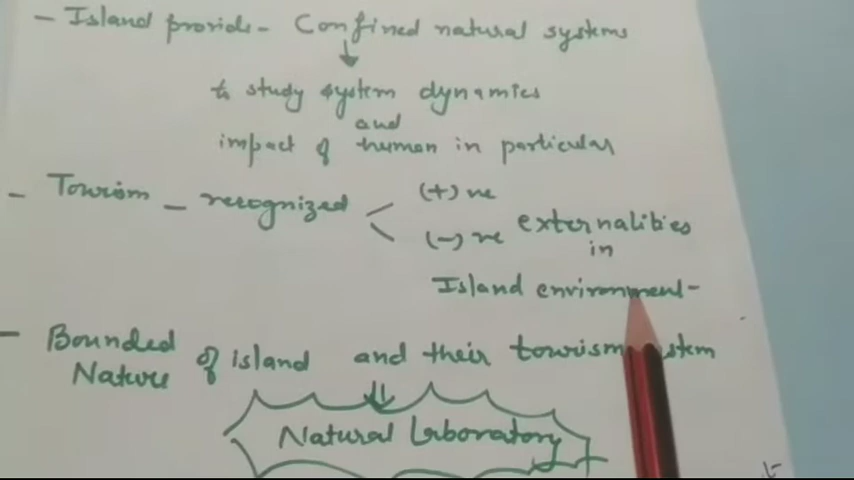 - Island provide - Confined natural systems
↓
to study system dynamics
and
impact of human in particular
- Tourism - recognized < (+) ve
(-) ve externalities
in
Island environment -
- Bounded Nature of island and their tourism
Natural Laboratory